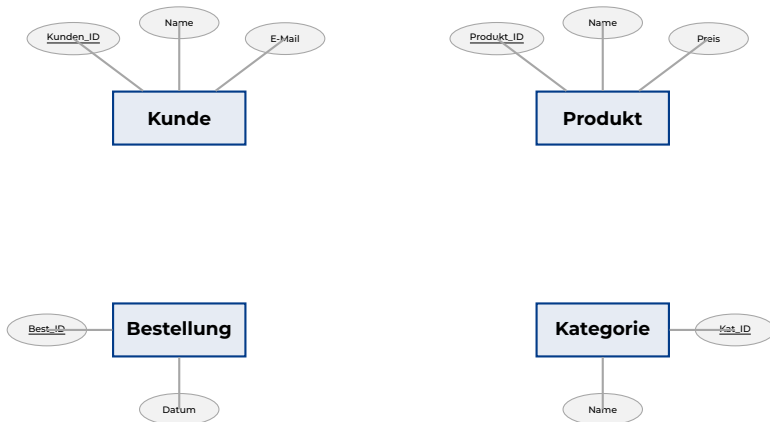 Kunden_ID
Name
E-Mail
Kunde
Produkt_ID
Name
Preis
Produkt
Best_ID
Bestellung
Datum
Kategorie
Kat_ID
Name